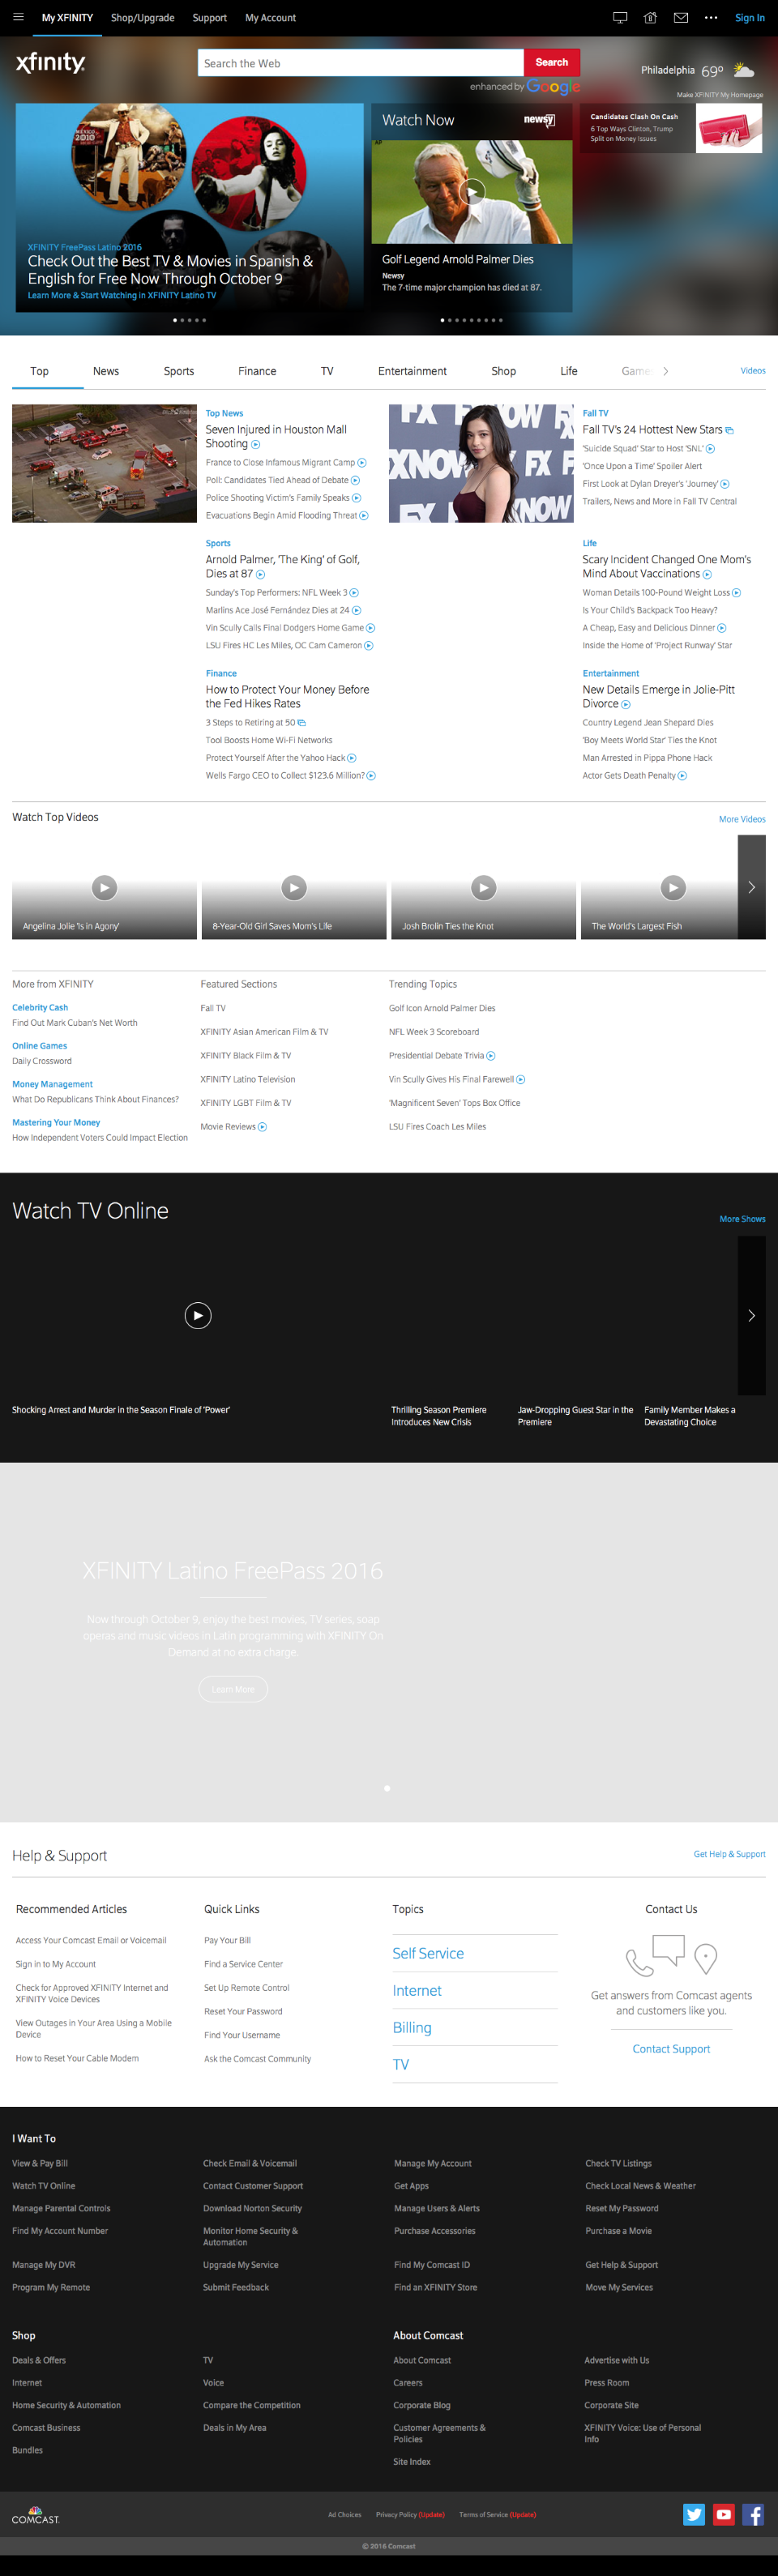 My XFINITY
Shop/Upgrade
Support
My Account
Sign In
xfinity
Search the Web
Search
enhanced by Google
Philadelphia 69°
Make XFINITY My Homepage
MEXICO 2010
XFINITY FreePass Latino 2016
Check Out the Best TV & Movies in Spanish &
English for Free Now Through October 9
Learn More & Start Watching in XFINITY Latino TV
Watch Now
newsy
AP
Golf Legend Arnold Palmer Dies
Newsy
The 7-time major champion has died at 87.
Candidates Clash On Cash
6 Top Ways Clinton, Trump
Split on Money Issues
Top
News
Sports
Finance
TV
Entertainment
Shop
Life
Game
Videos
Top News
Seven Injured in Houston Mall
Shooting
France to Close Infamous Migrant Camp
Poll: Candidates Tied Ahead of Debate
Police Shooting Victim's Family Speaks
Evacuations Begin Amid Flooding Threat
FX
FX NOW
Fall TV
Fall TV's 24 Hottest New Stars
'Suicide Squad' Star to Host 'SNL'
'Once Upon a Time' Spoiler Alert
First Look at Dylan Dreyer's 'Journey'
Trailers, News and More in Fall TV Central
Sports
Arnold Palmer, 'The King' of Golf,
Dies at 87
Sunday's Top Performers: NFL Week 3
Marlins Ace José Fernández Dies at 24
Vin Scully Calls Final Dodgers Home Game
LSU Fires HC Les Miles, OC Cam Cameron
Life
Scary Incident Changed One Mom's
Mind About Vaccinations
Woman Details 100-Pound Weight Loss
Is Your Child's Backpack Too Heavy?
A Cheap, Easy and Delicious Dinner
Inside the Home of 'Project Runway' Star
Finance
How to Protect Your Money Before
the Fed Hikes Rates
3 Steps to Retiring at 50
Tool Boosts Home Wi-Fi Networks
Protect Yourself After the Yahoo Hack
Wells Fargo CEO to Collect $123.6 Million?
Entertainment
New Details Emerge in Jolie-Pitt
Divorce
Country Legend Jean Shepard Dies
'Boy Meets World Star' Ties the Knot
Man Arrested in Pippa Phone Hack
Actor Gets Death Penalty
Watch Top Videos
More Videos
Angelina Jolie 'Is in Agony'
8-Year-Old Girl Saves Mom's Life
Josh Brolin Ties the Knot
The World's Largest Fish
More from XFINITY
Celebrity Cash
Find Out Mark Cuban's Net Worth
Online Games
Daily Crossword
Money Management
What Do Republicans Think About Finances?
Mastering Your Money
How Independent Voters Could Impact Election
Featured Sections
Fall TV
XFINITY Asian American Film & TV
XFINITY Black Film & TV
XFINITY Latino Television
XFINITY LGBT Film & TV
Movie Reviews
Trending Topics
Golf Icon Arnold Palmer Dies
NFL Week 3 Scoreboard
Presidential Debate Trivia
Vin Scully Gives His Final Farewell
'Magnificent Seven' Tops Box Office
LSU Fires Coach Les Miles
Watch TV Online
More Shows
Shocking Arrest and Murder in the Season Finale of 'Power'
Thrilling Season Premiere
Introduces New Crisis
Jaw-Dropping Guest Star in the
Premiere
Family Member Makes a
Devastating Choice
XFINITY Latino FreePass 2016
Now through October 9, enjoy the best movies, TV series, soap
operas and music videos in Latin programming with XFINITY On
Demand at no extra charge.
Learn More
Help & Support
Get Help & Support
Recommended Articles
Access Your Comcast Email or Voicemail
Sign in to My Account
Check for Approved XFINITY Internet and
XFINITY Voice Devices
View Outages in Your Area Using a Mobile
Device
How to Reset Your Cable Modem
Quick Links
Pay Your Bill
Find a Service Center
Set Up Remote Control
Reset Your Password
Find Your Username
Ask the Comcast Community
Topics
Self Service
Internet
Billing
TV
Contact Us
Get answers from Comcast agents
and customers like you.
Contact Support
I Want To
View & Pay Bill
Check Email & Voicemail
Manage My Account
Check TV Listings
Watch TV Online
Contact Customer Support
Get Apps
Check Local News & Weather
Manage Parental Controls
Download Norton Security
Manage Users & Alerts
Reset My Password
Find My Account Number
Monitor Home Security &
Automation
Purchase Accessories
Purchase a Movie
Manage My DVR
Upgrade My Service
Find My Comcast ID
Get Help & Support
Program My Remote
Submit Feedback
Find an XFINITY Store
Move My Services
Shop
Deals & Offers
TV
Internet
Voice
Home Security & Automation
Compare the Competition
Comcast Business
Deals in My Area
Bundles
About Comcast
About Comcast
Advertise with Us
Careers
Press Room
Corporate Blog
Corporate Site
Customer Agreements &
Policies
XFINITY Voice: Use of Personal
Info
Site Index
COMCAST
Ad Choices
Privacy Policy (Update)
Terms of Service (Update)
© 2016 Comcast